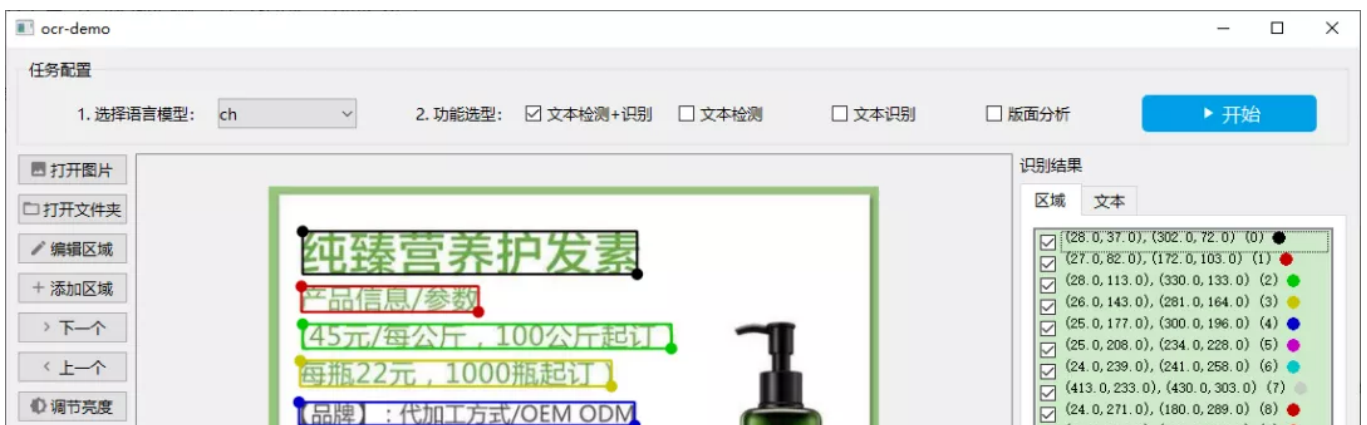 ocr-demo
任务配置
1. 选择语言模型: ch 2. 功能选型: 文本检测+识别 文本检测 文本识别 版面分析 开始
打开图片
打开文件夹
编辑区域
添加区域
下一个
上一个
调节亮度
纯臻营养护发素
产品信息/参数
(45元/每公斤，100公斤起订)
每瓶22元，1000瓶起订)
【品牌】：代加工方式/OEM ODM
识别结果
区域 文本
(28.0,37.0),(302.0,72.0) (0)
(27.0,82.0),(172.0,103.0) (1)
(28.0,113.0),(330.0,133.0) (2)
(26.0,143.0),(281.0,164.0) (3)
(25.0,177.0),(300.0,196.0) (4)
(25.0,208.0),(234.0,228.0) (5)
(24.0,239.0),(241.0,258.0) (6)
(413.0,233.0),(430.0,303.0) (7)
(24.0,271.0),(180.0,289.0) (8)